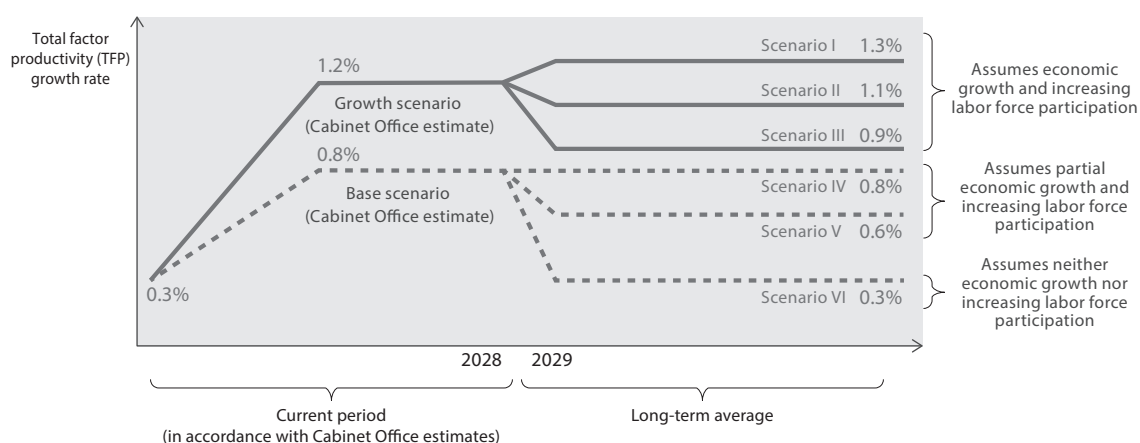 Total factor
productivity (TFP)
growth rate
1.2%
Growth scenario
(Cabinet Office estimate)
0.8%
Base scenario
(Cabinet Office estimate)
0.3%
Scenario I 1.3%
Scenario II 1.1%
Scenario III 0.9%
Scenario IV 0.8%
Scenario V 0.6%
Scenario VI 0.3%
Assumes economic
growth and increasing
labor force participation
Assumes partial
economic growth and
increasing labor force
participation
Assumes neither
economic growth nor
increasing labor force
participation
2028 2029
Current period
(in accordance with Cabinet Office estimates)
Long-term average